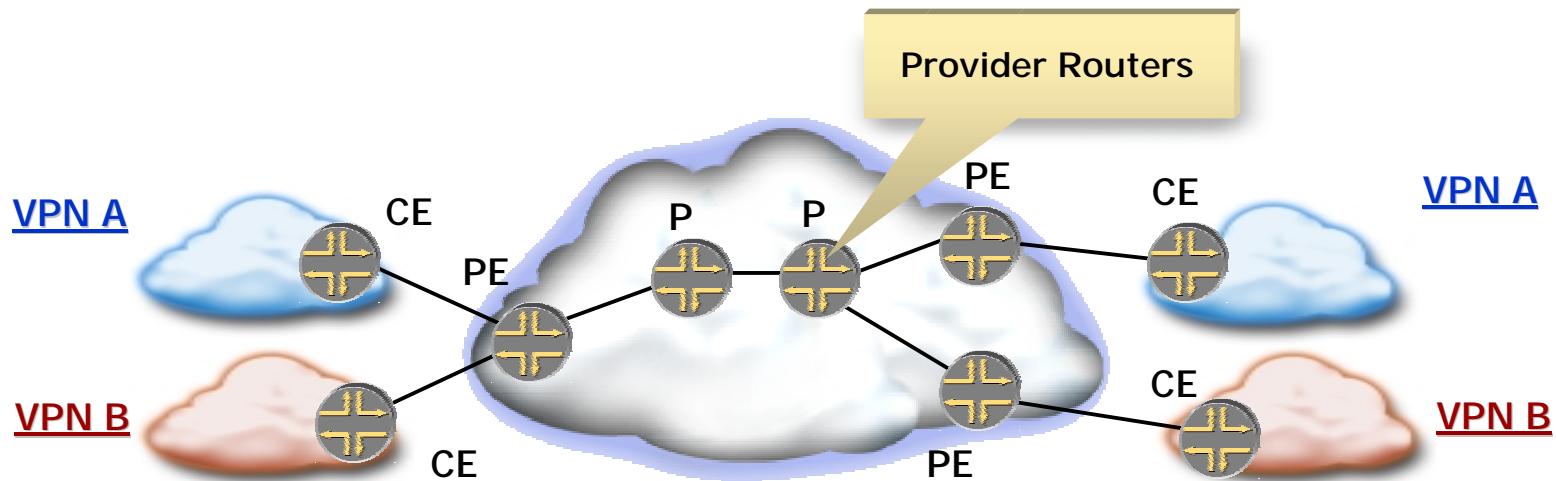 Provider Routers
PE
CE
VPN A
VPN A
CE
P
P
PE
CE
VPN B
VPN B
CE
PE